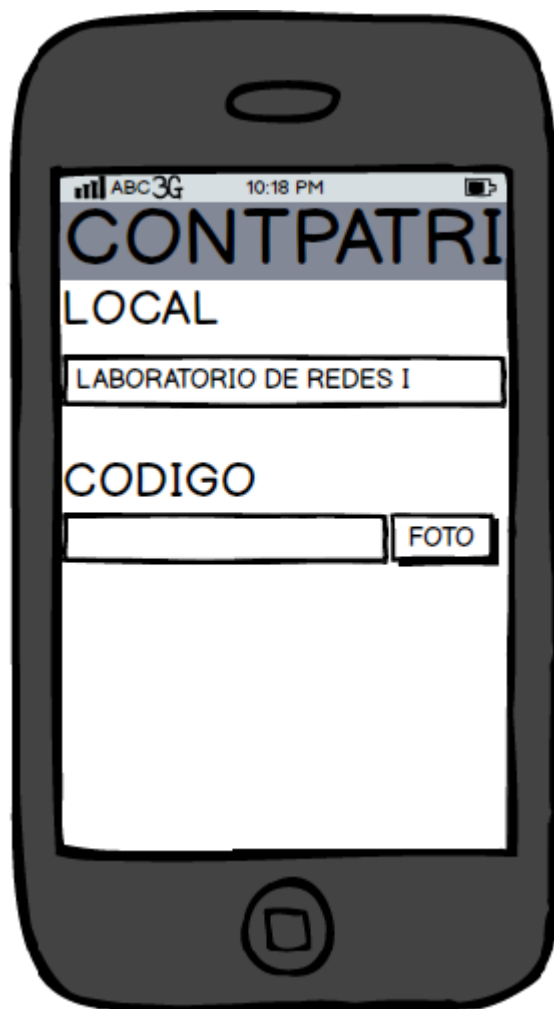 ABC 3G 10:18 PM
CONTPATRI
LOCAL
LABORATORIO DE REDES I
CODIGO
FOTO